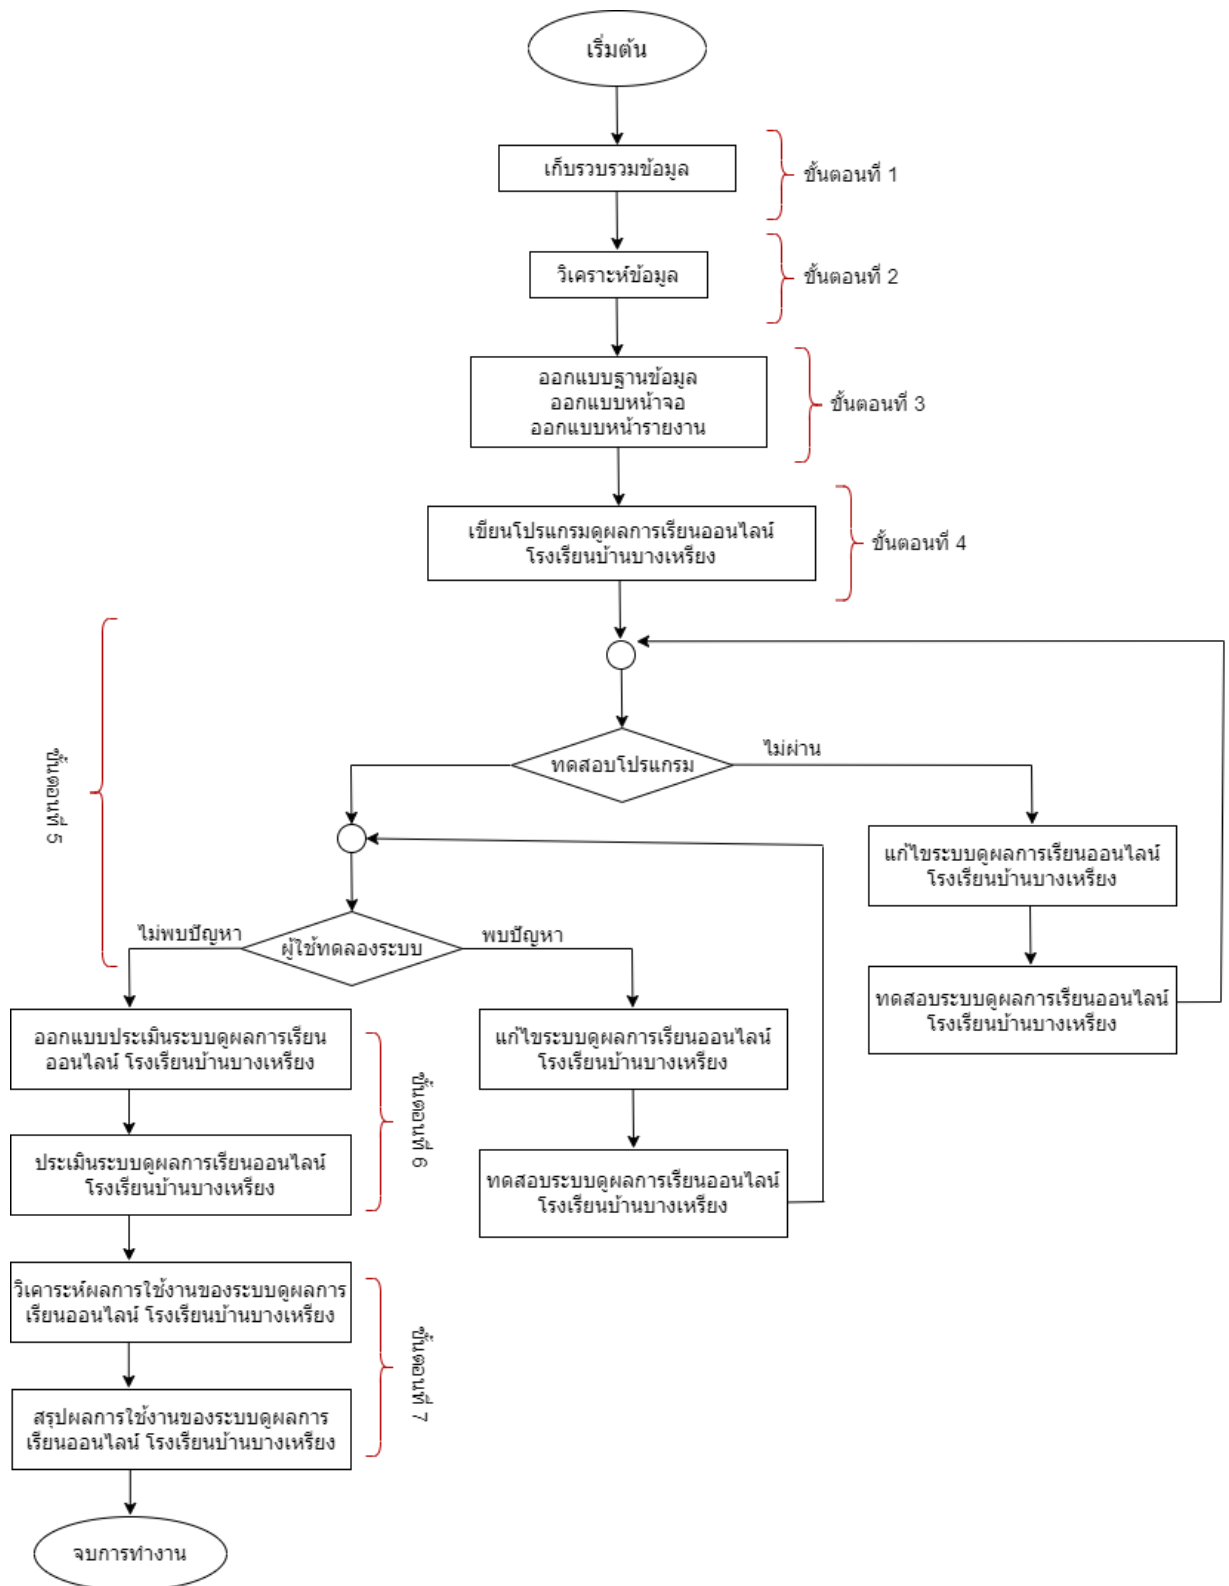 เริ่มต้น
เก็บรวบรวมข้อมูล
ขั้นตอนที่ 1
วิเคราะห์ข้อมูล
ขั้นตอนที่ 2
ออกแบบฐานข้อมูล
ออกแบบหน้าจอ
ออกแบบหน้ารายงาน
ขั้นตอนที่ 3
เขียนโปรแกรมดูผลการเรียนออนไลน์
โรงเรียนบ้านบางเหรียง
ขั้นตอนที่ 4
ทดสอบโปรแกรม
ไม่ผ่าน
ขั้นตอนที่ 5
แก้ไขระบบดูผลการเรียนออนไลน์
โรงเรียนบ้านบางเหรียง
ทดสอบระบบดูผลการเรียนออนไลน์
โรงเรียนบ้านบางเหรียง
ไม่พบปัญหา
ผู้ใช้ทดลองระบบ
พบปัญหา
ออกแบบประเมินระบบดูผลการเรียน
ออนไลน์ โรงเรียนบ้านบางเหรียง
แก้ไขระบบดูผลการเรียนออนไลน์
โรงเรียนบ้านบางเหรียง
ขั้นตอนที่ 6
ประเมินระบบดูผลการเรียนออนไลน์
โรงเรียนบ้านบางเหรียง
ทดสอบระบบดูผลการเรียนออนไลน์
โรงเรียนบ้านบางเหรียง
วิเคาระห์ผลการใช้งานของระบบดูผลการ
เรียนออนไลน์ โรงเรียนบ้านบางเหรียง
ขั้นตอนที่ 7
สรุปผลการใช้งานของระบบดูผลการ
เรียนออนไลน์ โรงเรียนบ้านบางเหรียง
จบการทำงาน